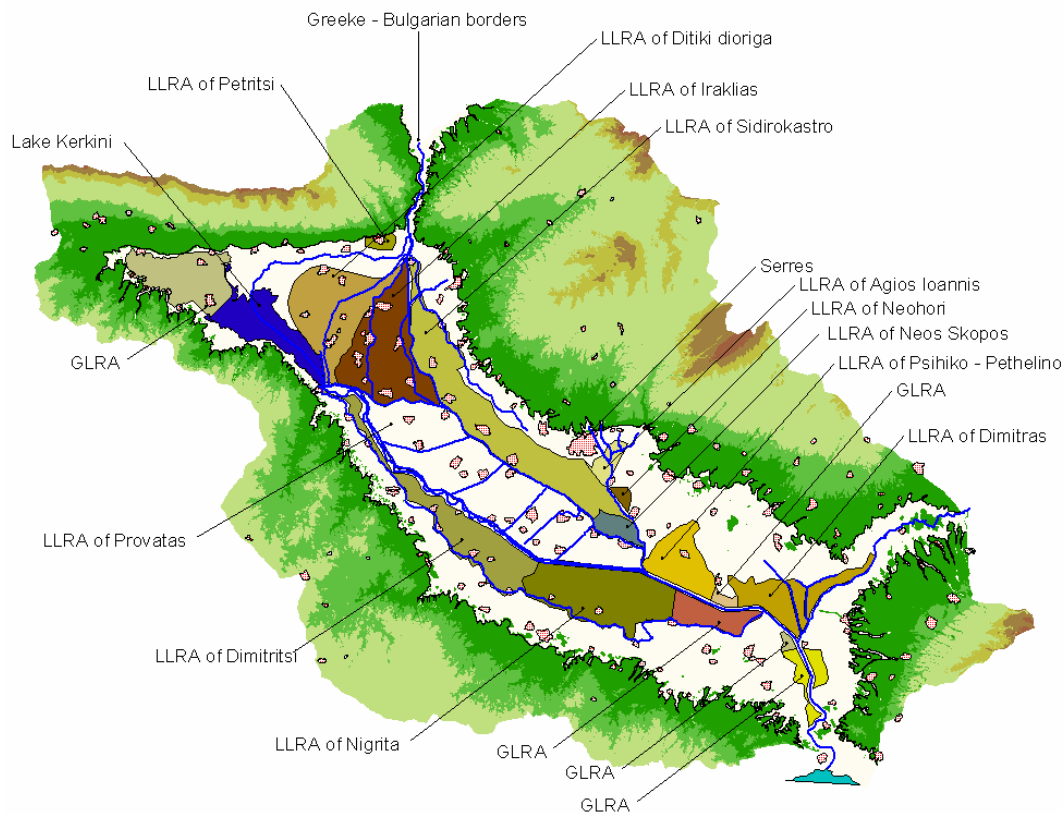 Greeke - Bulgarian borders
LLRA of Ditiki dioriga
LLRA of Petritsi
LLRA of Iraklias
LLRA of Sidirokastro
Lake Kerkini
Serres
LLRA of Agios Ioannis
LLRA of Neohori
LLRA of Neos Skopos
LLRA of Psihiko - Pethelino
GLRA
GLRA
LLRA of Dimitras
LLRA of Provatas
LLRA of Dimitritsi
LLRA of Nigrita
GLRA
GLRA
GLRA